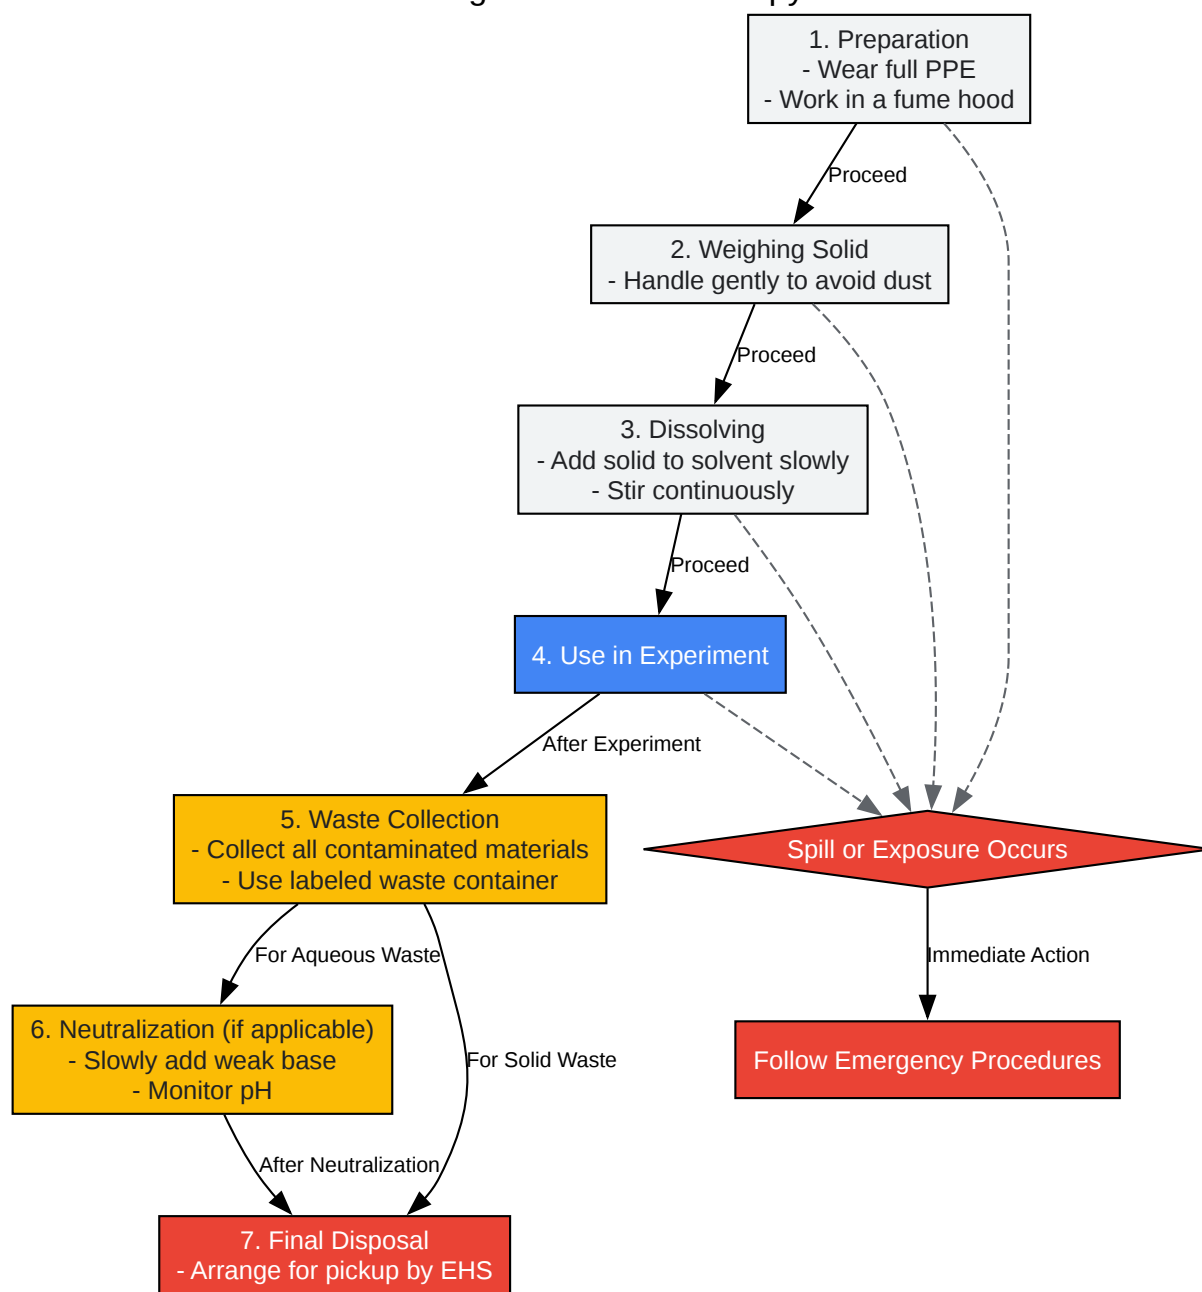 1. Preparation
- Wear full PPE
- Work in a fume hood
Proceed
2. Weighing Solid
- Handle gently to avoid dust
Proceed
3. Dissolving
- Add solid to solvent slowly
- Stir continuously
Proceed
4. Use in Experiment
After Experiment
5. Waste Collection
- Collect all contaminated materials
- Use labeled waste container
Spill or Exposure Occurs
For Aqueous Waste
Immediate Action
6. Neutralization (if applicable)
- Slowly add weak base
- Monitor pH
For Solid Waste
Follow Emergency Procedures
After Neutralization
7. Final Disposal
- Arrange for pickup by EHS